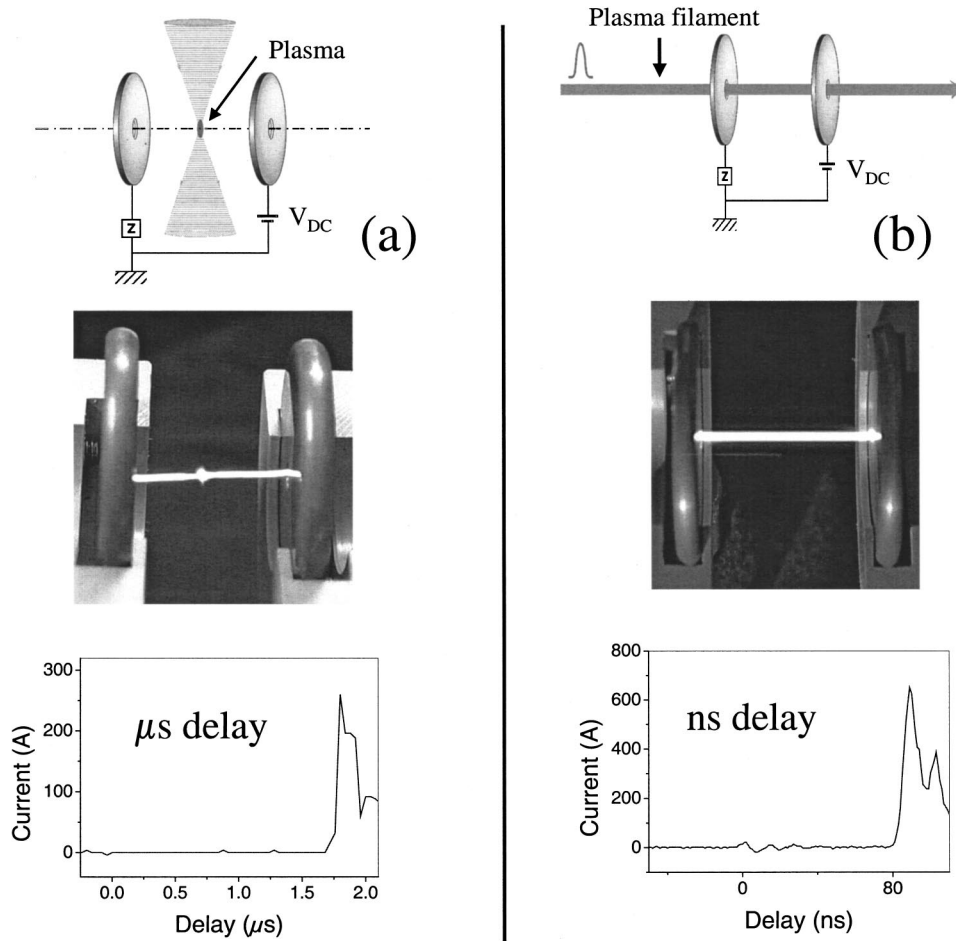 Plasma
Z
V_DC
(a)
Plasma filament
Z
V_DC
(b)
300
200
100
0
Current (A)
µs delay
0.0 0.5 1.0 1.5 2.0
Delay (µs)
800
600
400
200
0
Current (A)
ns delay
0 80
Delay (ns)